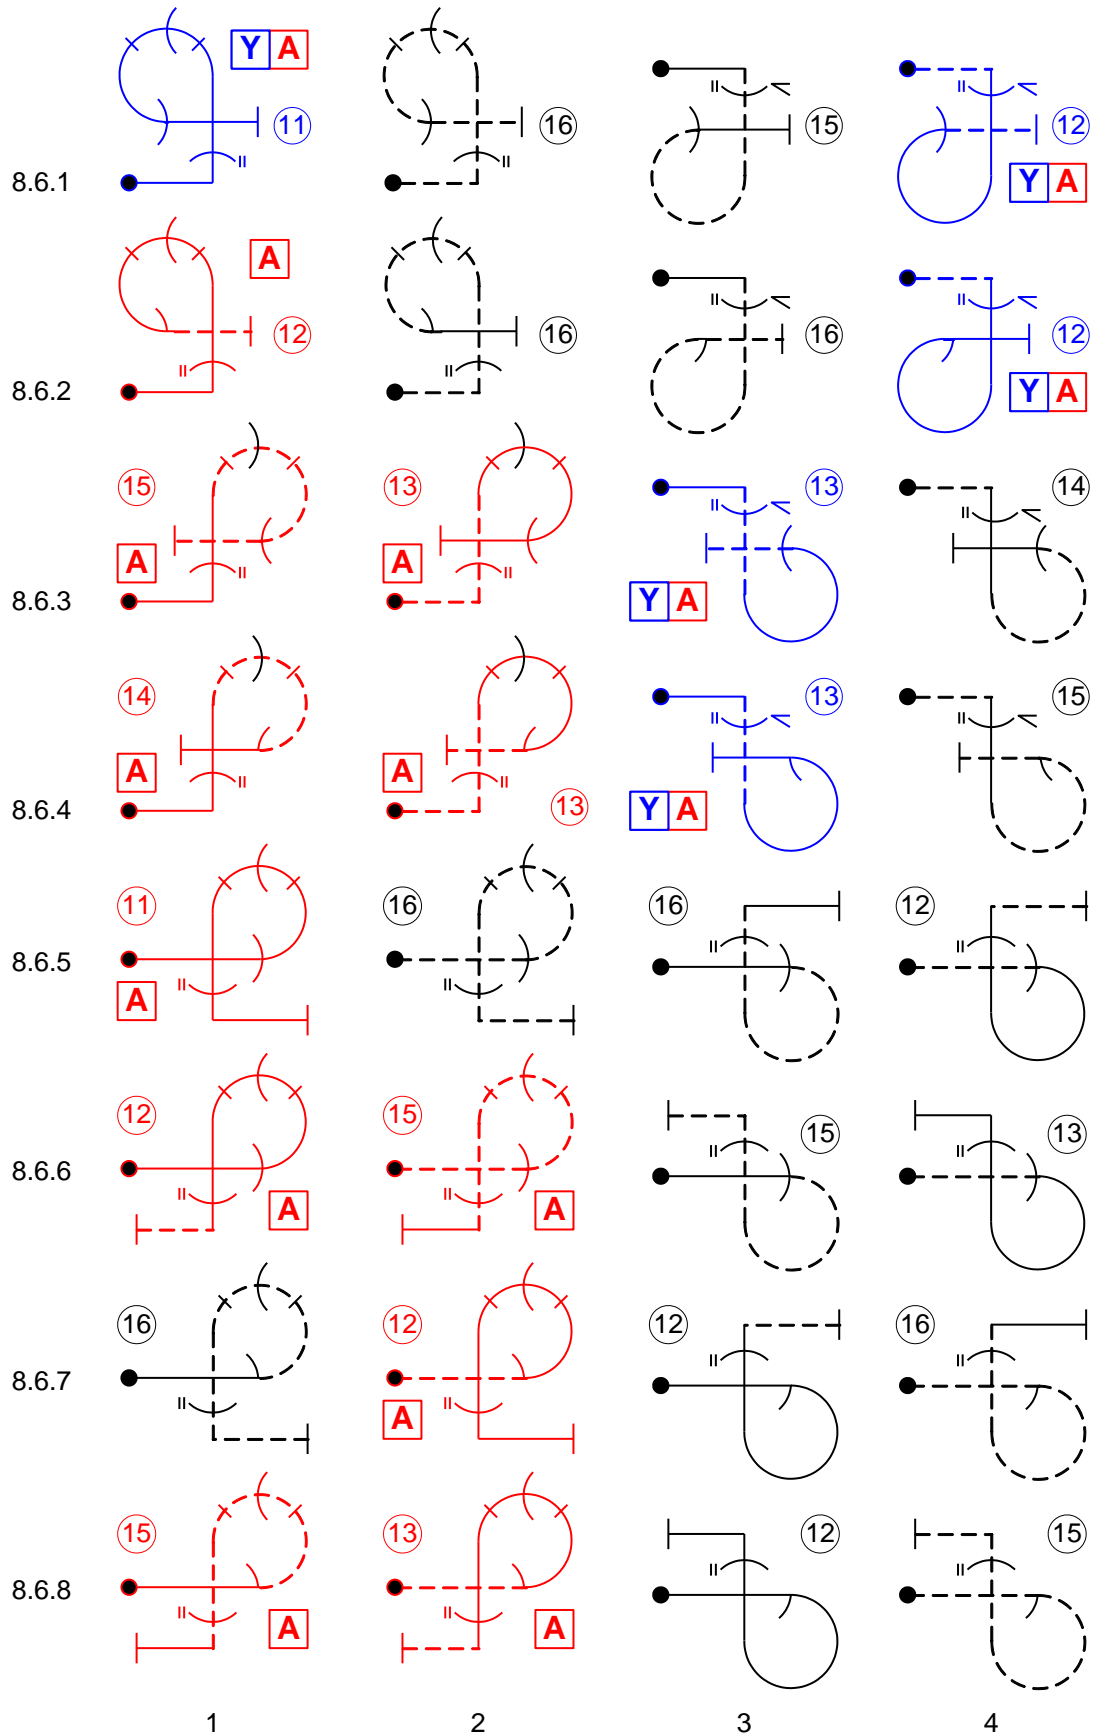 Y A
11 16 15 12
Y A
8.6.1
A
12 16 16 12
Y A
8.6.2
15 13 13 14
A A Y A
8.6.3
14 13 15
A A Y A
13
8.6.4
11 16 16 12
8.6.5
A
12 15 15 13
8.6.6
A A
16 12 12 16
8.6.7
A
15 13 12 15
8.6.8
A A
1 2 3 4